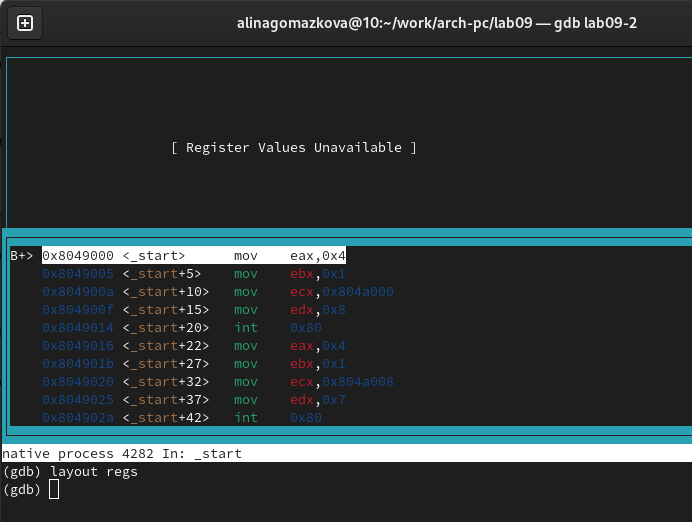 alinagomazkova@10:~/work/arch-pc/lab09 — gdb lab09-2
[ Register Values Unavailable ]
B+> 0x8049000 <_start>      mov    eax,0x4
0x8049005 <_start+5>    mov    ebx,0x1
0x804900a <_start+10>   mov    ecx,0x804a000
0x804900f <_start+15>   mov    edx,0x8
0x8049014 <_start+20>   int    0x80
0x8049016 <_start+22>   mov    eax,0x4
0x804901b <_start+27>   mov    ebx,0x1
0x8049020 <_start+32>   mov    ecx,0x804a008
0x8049025 <_start+37>   mov    edx,0x7
0x804902a <_start+42>   int    0x80
native process 4282 In: _start
(gdb) layout regs
(gdb)